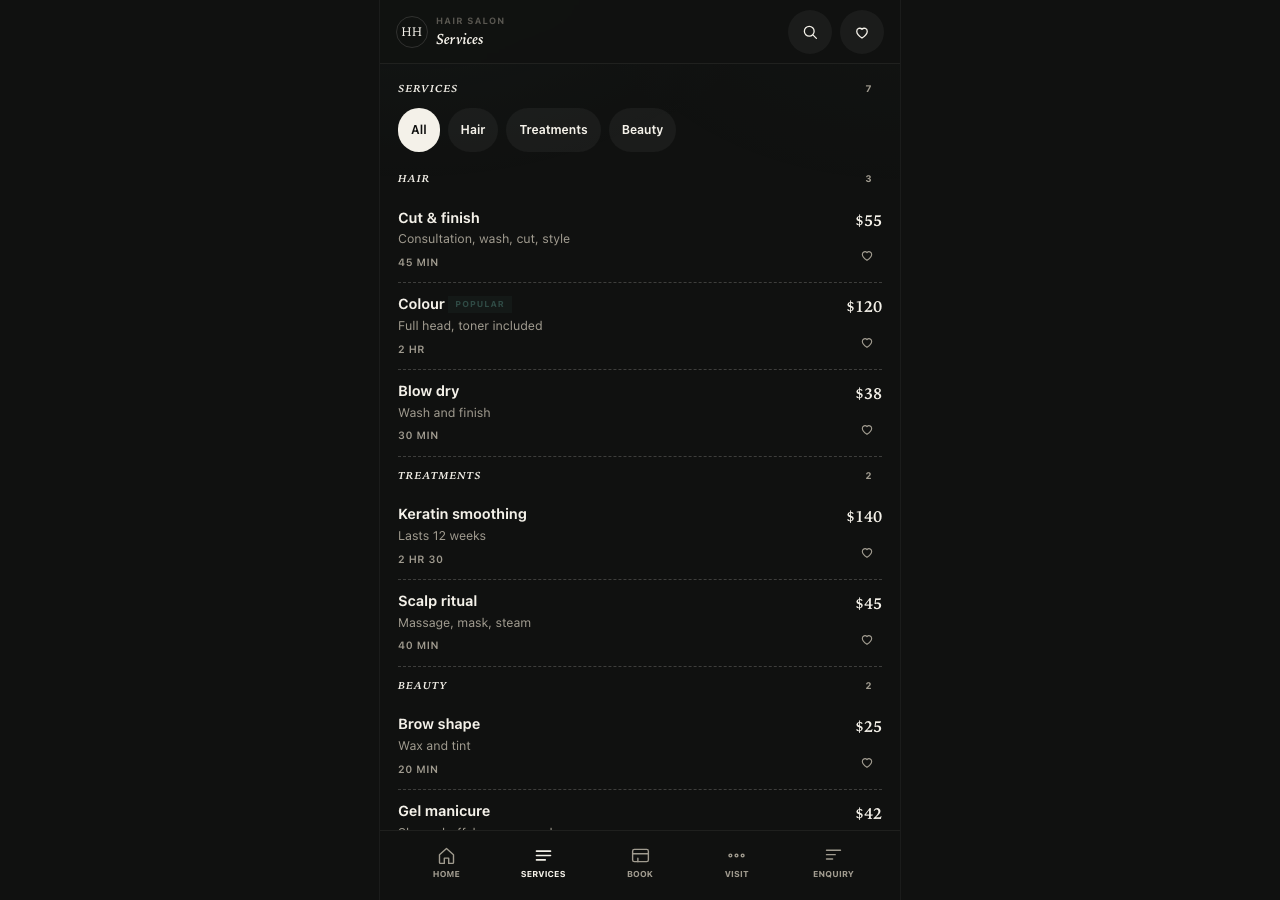 HH
HAIR SALON
Services
SERVICES 7
All Hair Treatments Beauty
HAIR 3
Cut & finish $55
Consultation, wash, cut, style
45 MIN
Colour POPULAR $120
Full head, toner included
2 HR
Blow dry $38
Wash and finish
30 MIN
TREATMENTS 2
Keratin smoothing $140
Lasts 12 weeks
2 HR 30
Scalp ritual $45
Massage, mask, steam
40 MIN
BEAUTY 2
Brow shape $25
Wax and tint
20 MIN
Gel manicure $42
HOME SERVICES BOOK VISIT ENQUIRY